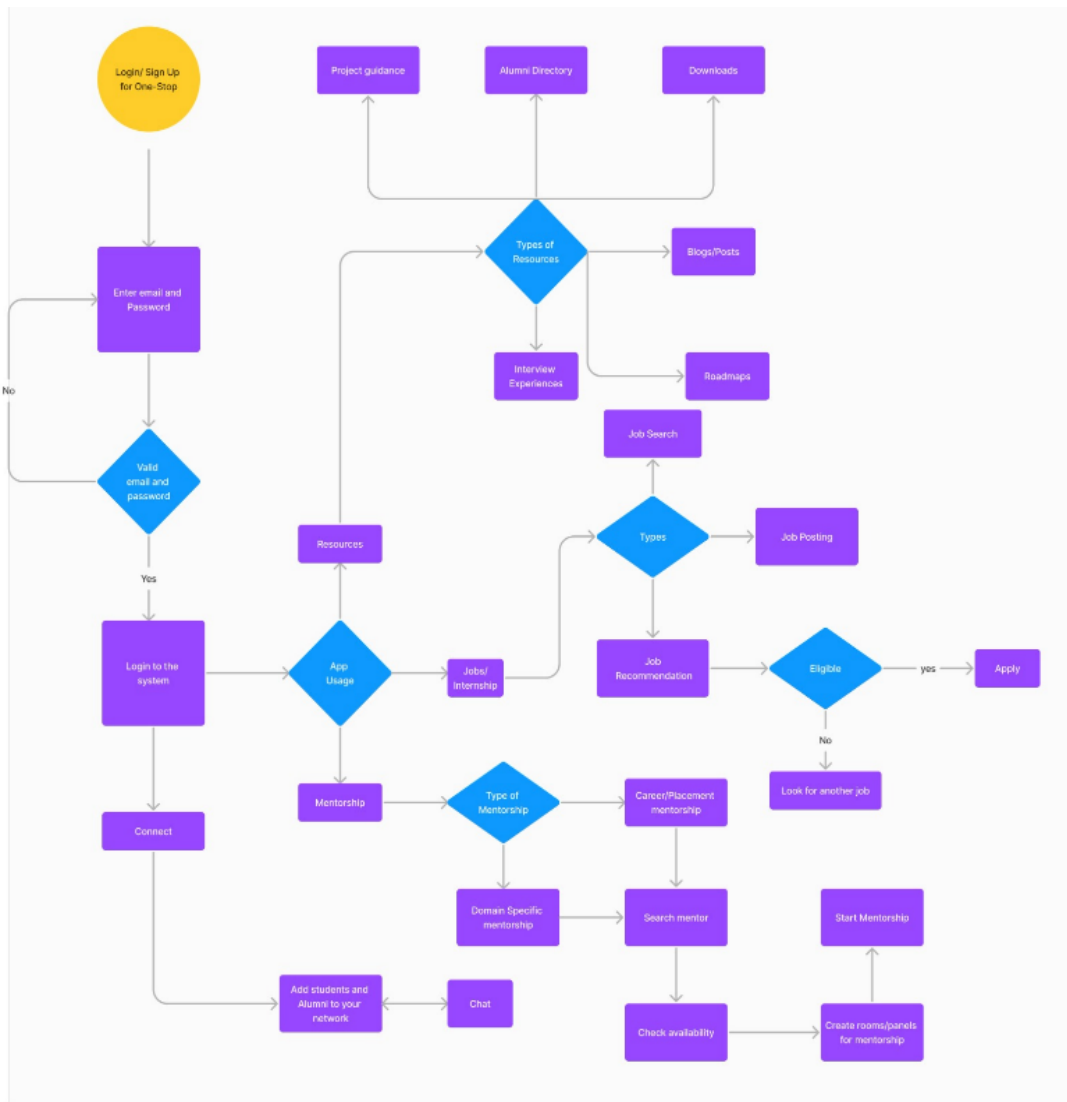 Login/ Sign Up
for One-Stop
Project guidance
Alumni Directory
Downloads
Types of
Resources
Blogs/Posts
Enter email and
Password
Interview
Experiences
Roadmaps
No
Job Search
Valid
email and
password
Resources
Types
Job Posting
Yes
Login to the
system
App
Usage
Jobs/
Internship
Job
Recommendation
Eligible
yes
Apply
No
Look for another job
Mentorship
Type of
Mentorship
Career/Placement
mentorship
Connect
Domain Specific
mentorship
Search mentor
Start Mentorship
Add students and
Alumni to your
network
Chat
Check availability
Create rooms/panels
for mentorship